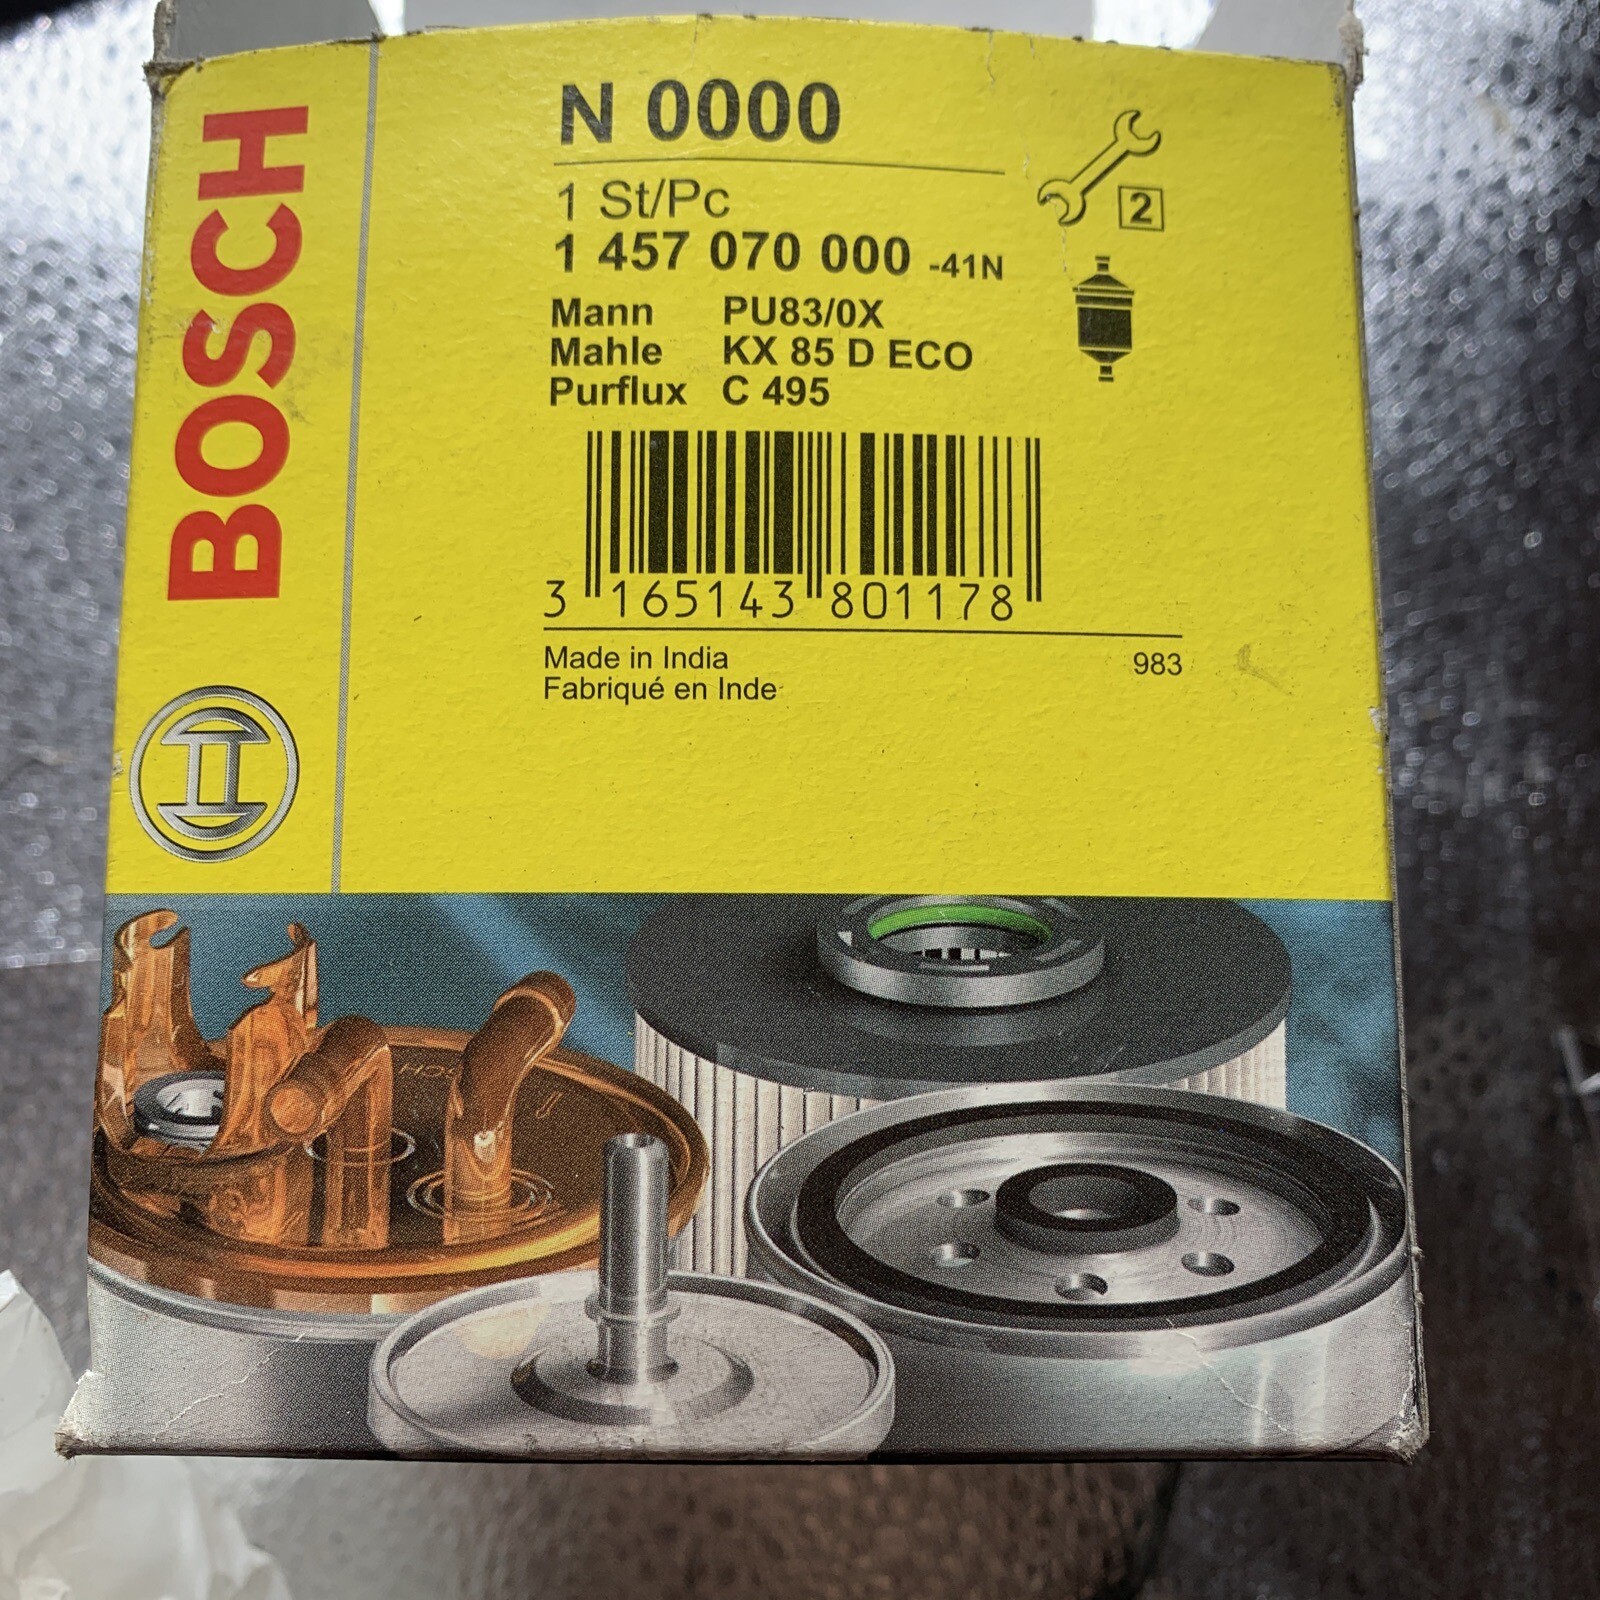 BOSCH
N 0000
1 St/Pc
2
1 457 070 000 -41N
Mann PU83/0X
Mahle KX 85 D ECO
Purflux C 495
3 165143 801178
Made in India 983
Fabriqué en Inde